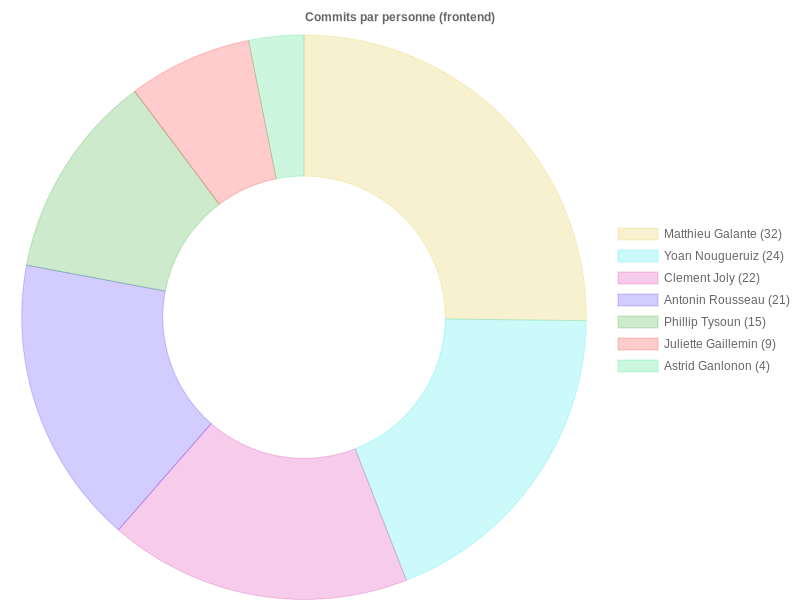 Commits par personne (frontend)
Matthieu Galante (32)
Yoan Nougueruiz (24)
Clement Joly (22)
Antonin Rousseau (21)
Phillip Tysoun (15)
Juliette Gaillemin (9)
Astrid Ganlonon (4)